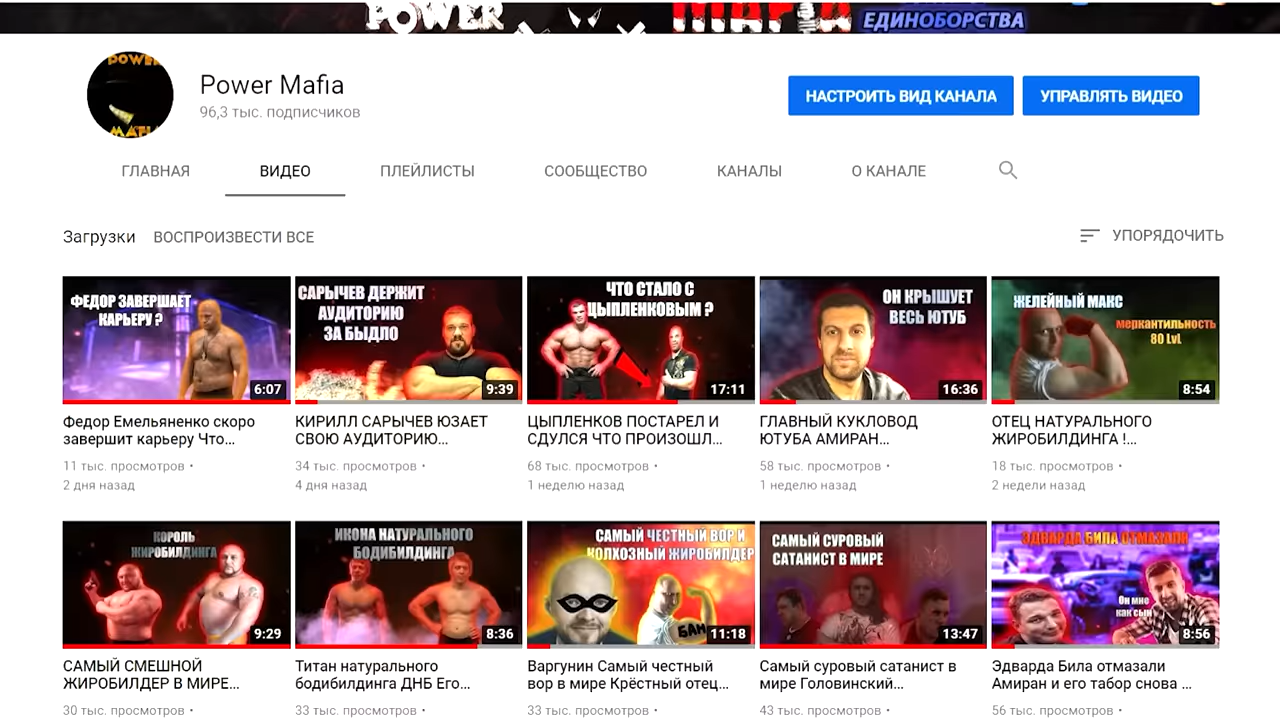 POWER MAFIA ЕДИНОБОРСТВА
POWER
MAFIA
Power Mafia
96,3 тыс. подписчиков
НАСТРОИТЬ ВИД КАНАЛА
УПРАВЛЯТЬ ВИДЕО
ГЛАВНАЯ ВИДЕО ПЛЕЙЛИСТЫ СООБЩЕСТВО КАНАЛЫ О КАНАЛЕ
Загрузки ВОСПРОИЗВЕСТИ ВСЕ
УПОРЯДОЧИТЬ
ФЕДОР ЗАВЕРШАЕТ
КАРЬЕРУ ?
6:07
Федор Емельяненко скоро
завершит карьеру Что...
11 тыс. просмотров •
2 дня назад
САРЫЧЕВ ДЕРЖИТ
АУДИТОРИЮ
ЗА БЫДЛО
9:39
КИРИЛЛ САРЫЧЕВ ЮЗАЕТ
СВОЮ АУДИТОРИЮ...
34 тыс. просмотров •
4 дня назад
ЧТО СТАЛО С
ЦЫПЛЕНКОВЫМ ?
17:11
ЦЫПЛЕНКОВ ПОСТАРЕЛ И
СДУЛСЯ ЧТО ПРОИЗОШЛ...
68 тыс. просмотров •
1 неделю назад
ОН КРЫШУЕТ
ВЕСЬ ЮТУБ
16:36
ГЛАВНЫЙ КУКЛОВОД
ЮТУБА АМИРАН...
58 тыс. просмотров •
1 неделю назад
ЖЕЛЕЙНЫЙ МАКС
меркантильность
80 LvL
8:54
ОТЕЦ НАТУРАЛЬНОГО
ЖИРОБИЛДИНГА !...
18 тыс. просмотров •
2 недели назад
КОРОЛЬ
ЖИРОБИЛДИНГА
9:29
САМЫЙ СМЕШНОЙ
ЖИРОБИЛДЕР В МИРЕ...
30 тыс. просмотров •
ИКОНА НАТУРАЛЬНОГО
БОДИБИЛДИНГА
8:36
Титан натурального
бодибилдинга ДНБ Его...
33 тыс. просмотров •
САМЫЙ ЧЕСТНЫЙ ВОР И
КОЛХОЗНЫЙ ЖИРОБИЛДЕР
БАН
11:18
Варгунин Самый честный
вор в мире Крёстный отец...
33 тыс. просмотров •
САМЫЙ СУРОВЫЙ
САТАНИСТ В МИРЕ
13:47
Самый суровый сатанист в
мире Головинский...
43 тыс. просмотров •
ЭДВАРДА БИЛА ОТМАЗАЛИ
Он мне
как сын
8:56
Эдварда Била отмазали
Амиран и его табор снова ...
56 тыс. просмотров •